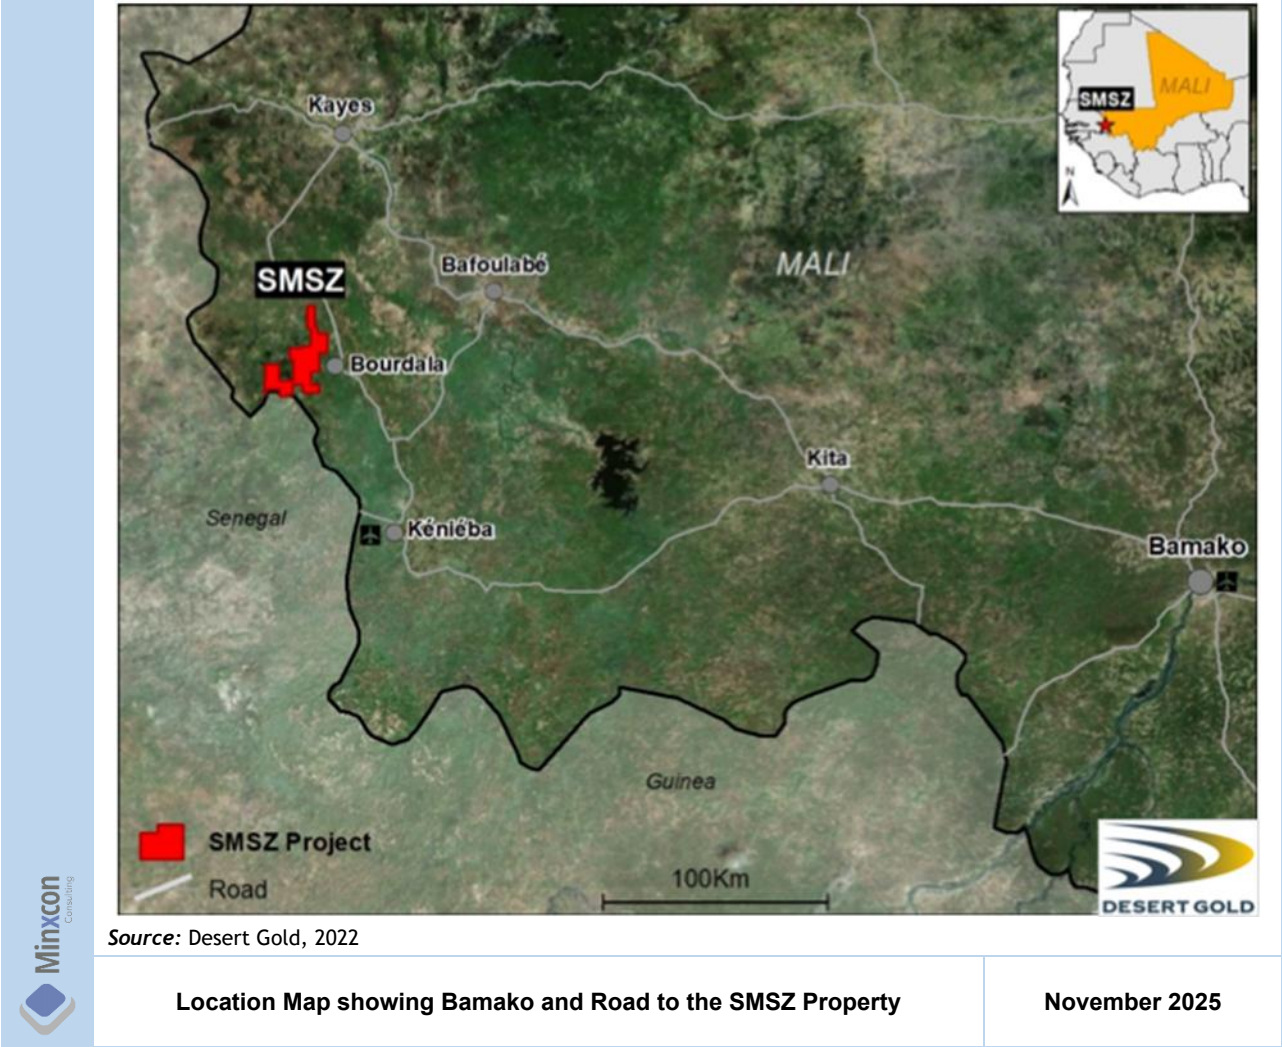 Kayes
MALI
SMSZ
N
Bafoulabé
MALI
SMSZ
Bourdala
Kita
Senegal
Kéniéba
Bamako
Guinea
SMSZ Project
Road
100Km
DESERT GOLD
Source: Desert Gold, 2022
Minxcon
Consulting
Location Map showing Bamako and Road to the SMSZ Property
November 2025